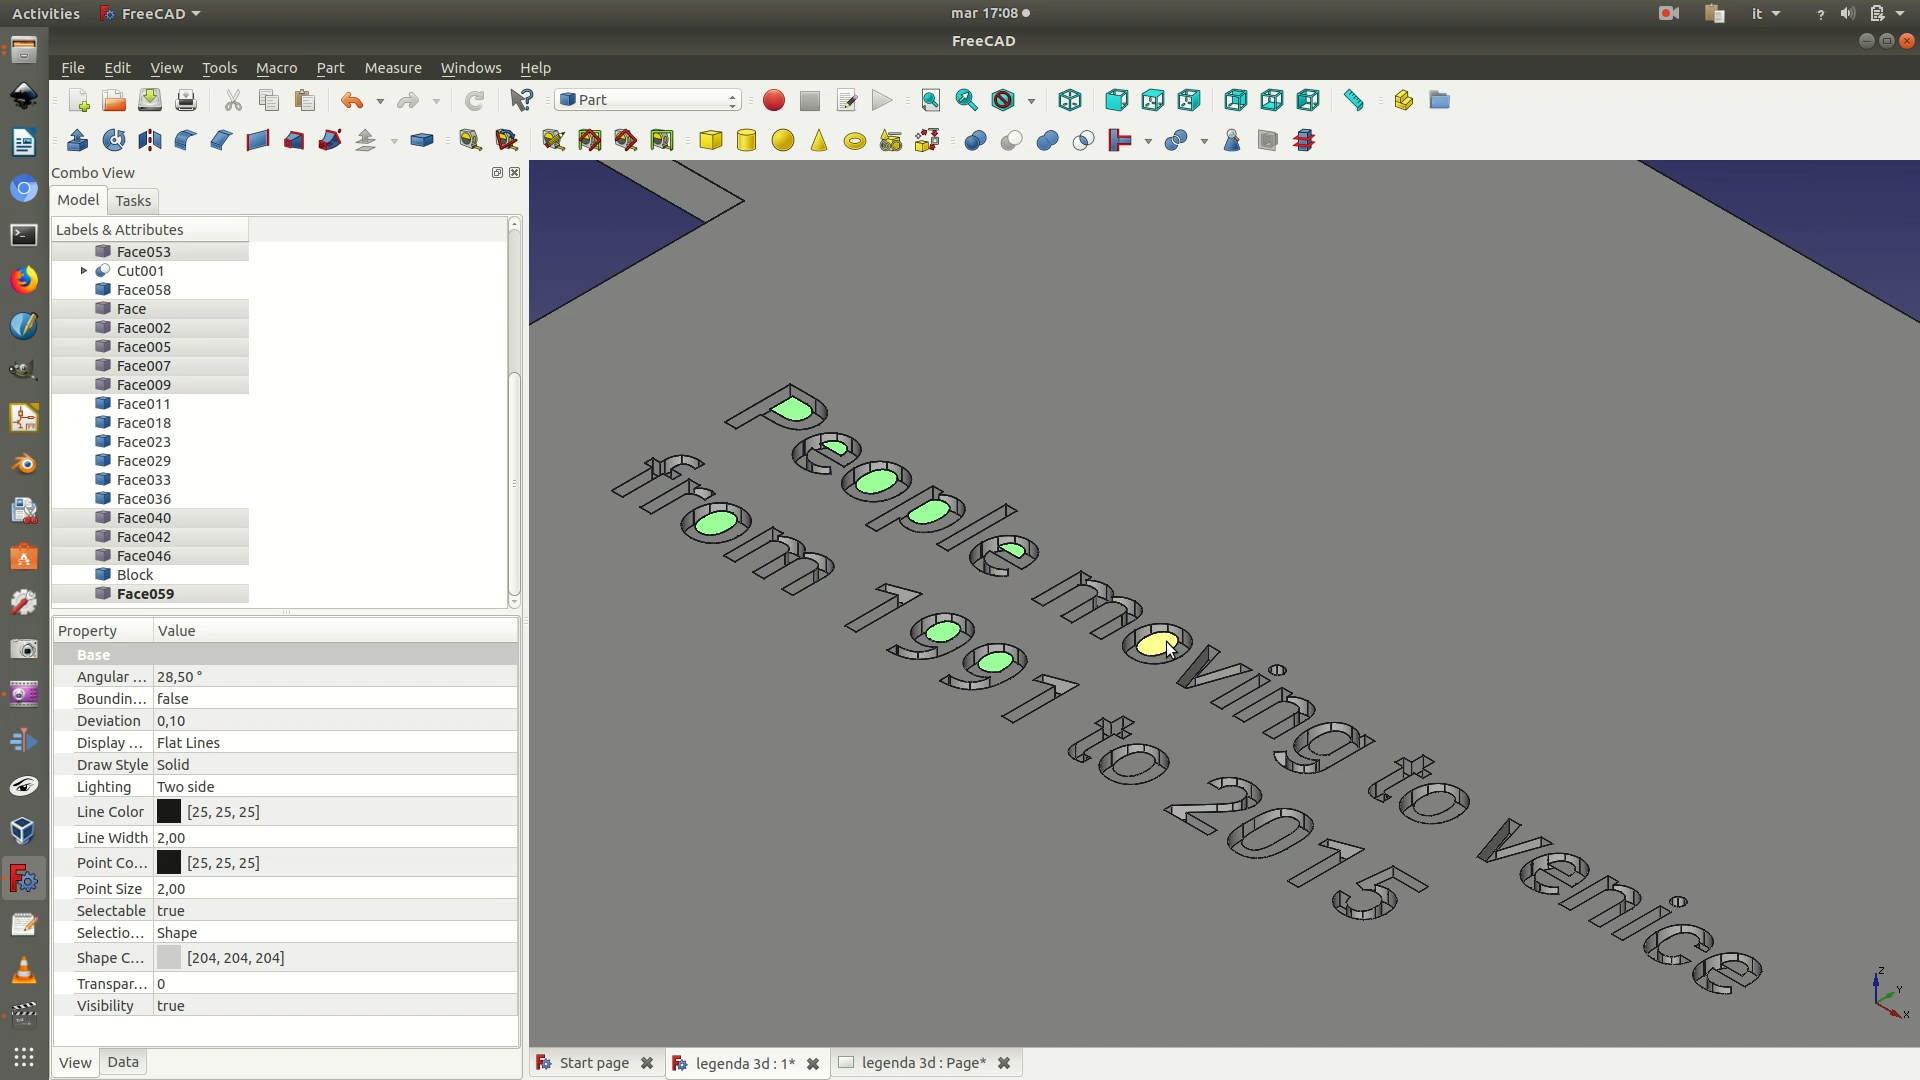 Activities FreeCAD mar 17:08 it ?
FreeCAD
File Edit View Tools Macro Part Measure Windows Help
Part
Combo View
Model Tasks
Labels & Attributes
Face053
Cut001
Face058
Face
Face002
Face005
Face007
Face009
Face011
Face018
Face023
Face029
Face033
Face036
Face040
Face042
Face046
Block
Face059
Property Value
Base
Angular ... 28,50 °
Boundin... false
Deviation 0,10
Display ... Flat Lines
Draw Style Solid
Lighting Two side
Line Color [25, 25, 25]
Line Width 2,00
Point Co... [25, 25, 25]
Point Size 2,00
Selectable true
Selectio... Shape
Shape C... [204, 204, 204]
Transpar... 0
Visibility true
View Data
People moving to venice
from 1991 to 2015
Z
Y
X
Start page legenda 3d : 1* legenda 3d : Page*